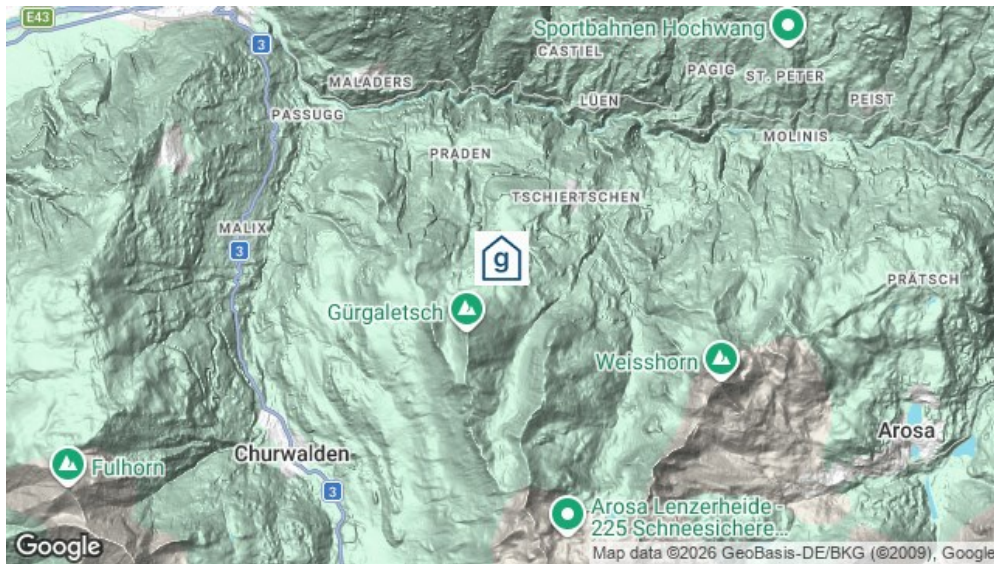 E43
3
Sportbahnen Hochwang
CASTIEL
PAGIG
ST. PETER
MALADERS
LÜEN
PEIST
PASSUGG
MOLINIS
PRADEN
TSCHIERTSCHEN
MALIX
3
g
PRÄTSCH
Gürgaletsch
Weisshorn
Arosa
Churwalden
Fulhorn
3
Arosa Lenzerheide -
225 Schneesichere...
Google
Map data ©2026 GeoBasis-DE/BKG (©2009), Google